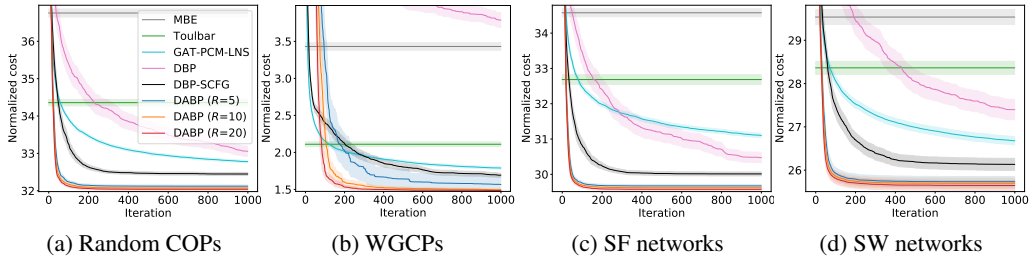 Normalized cost
37
36
35
34
33
32
0 200 400 600 800 1000
Iteration
MBE
Toulbar
GAT-PCM-LNS
DBP
DBP-SCFG
DABP (R=5)
DABP (R=10)
DABP (R=20)
(a) Random COPs
Normalized cost
3.5
3.0
2.5
2.0
1.5
0 200 400 600 800 1000
Iteration
(b) WGCPs
Normalized cost
34
33
32
31
30
0 200 400 600 800 1000
Iteration
(c) SF networks
Normalized cost
29
28
27
26
0 200 400 600 800 1000
Iteration
(d) SW networks